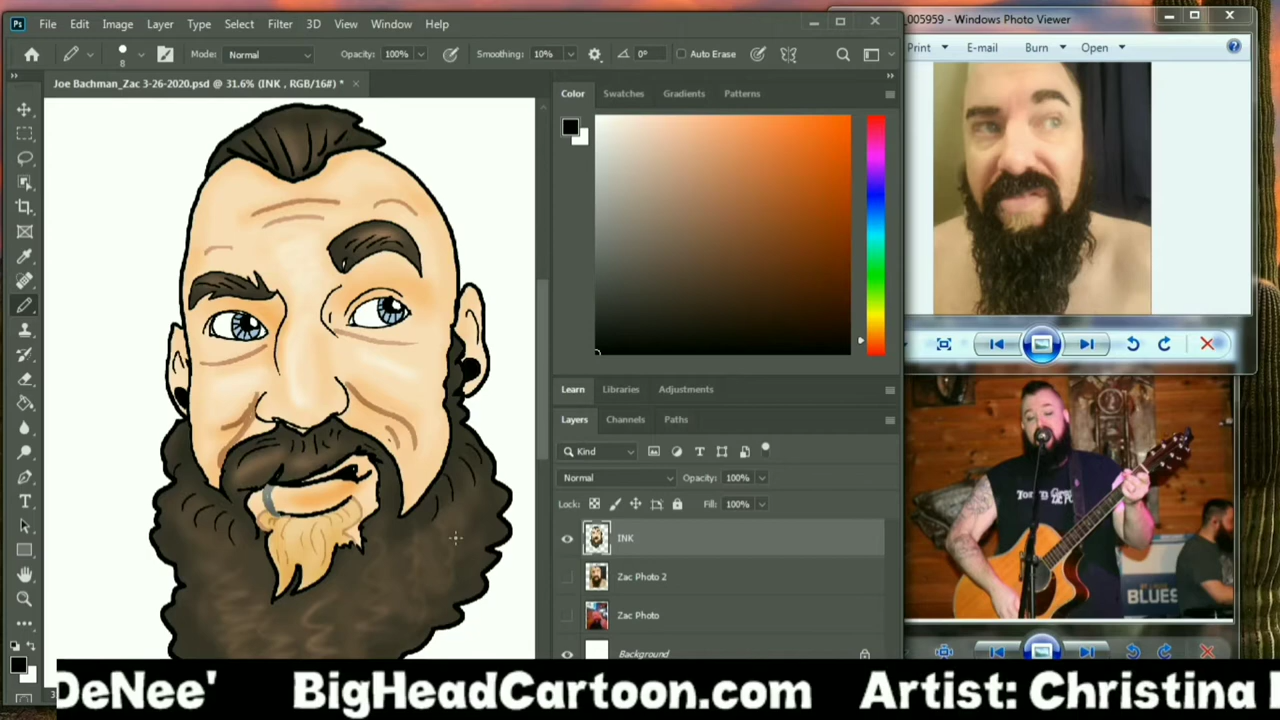 Ps File Edit Image Layer Type Select Filter 3D View Window Help
005959 - Windows Photo Viewer
8 Mode: Normal Opacity: 100% Smoothing: 10% 0° Auto Erase
Print E-mail Burn Open
Joe Bachman_Zac 3-26-2020.psd @ 31.6% (INK , RGB/16#) *
Color Swatches Gradients Patterns
Learn Libraries Adjustments
Layers Channels Paths
Kind
Normal Opacity: 100%
Lock: Fill: 100%
INK
Zac Photo 2
Zac Photo
Background
BLUES
DeNee' BigHeadCartoon.com Artist: Christina